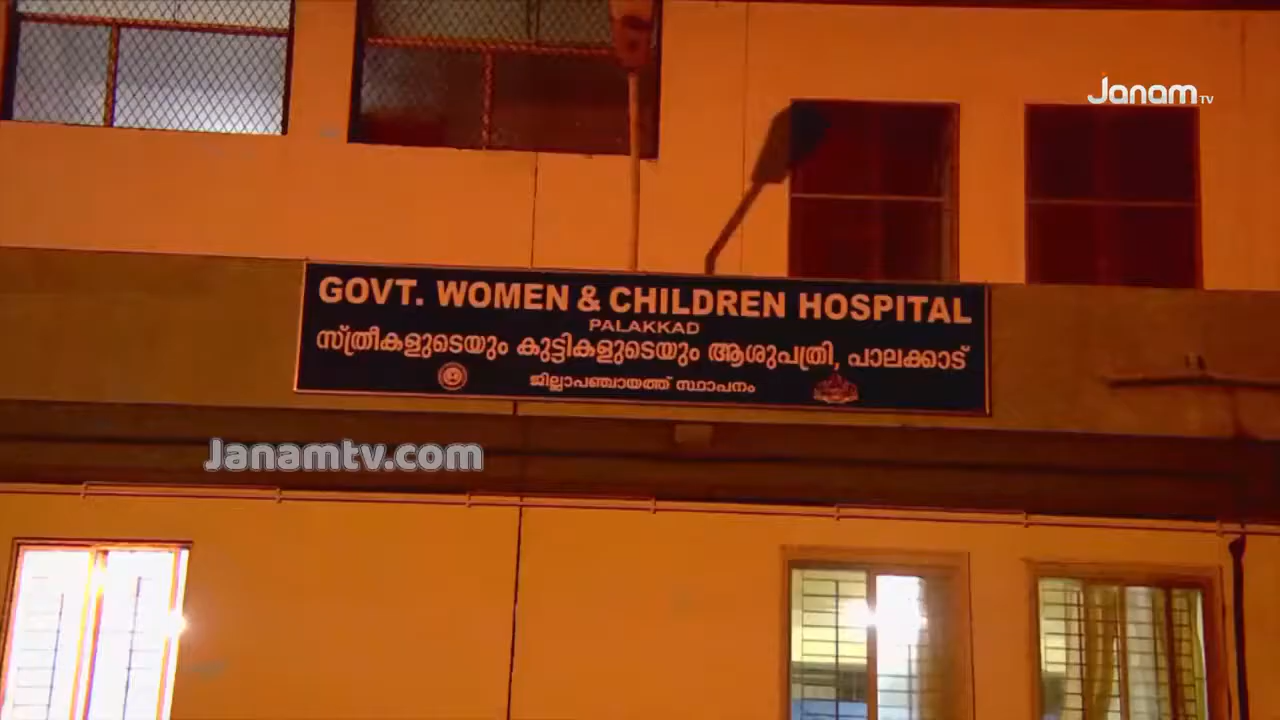 Janam TV
GOVT. WOMEN & CHILDREN HOSPITAL
PALAKKAD
സ്ത്രീകളുടെയും കുട്ടികളുടെയും ആശുപത്രി, പാലക്കാട്
ജില്ലാപഞ്ചായത്ത് സ്ഥാപനം
Janamtv.com